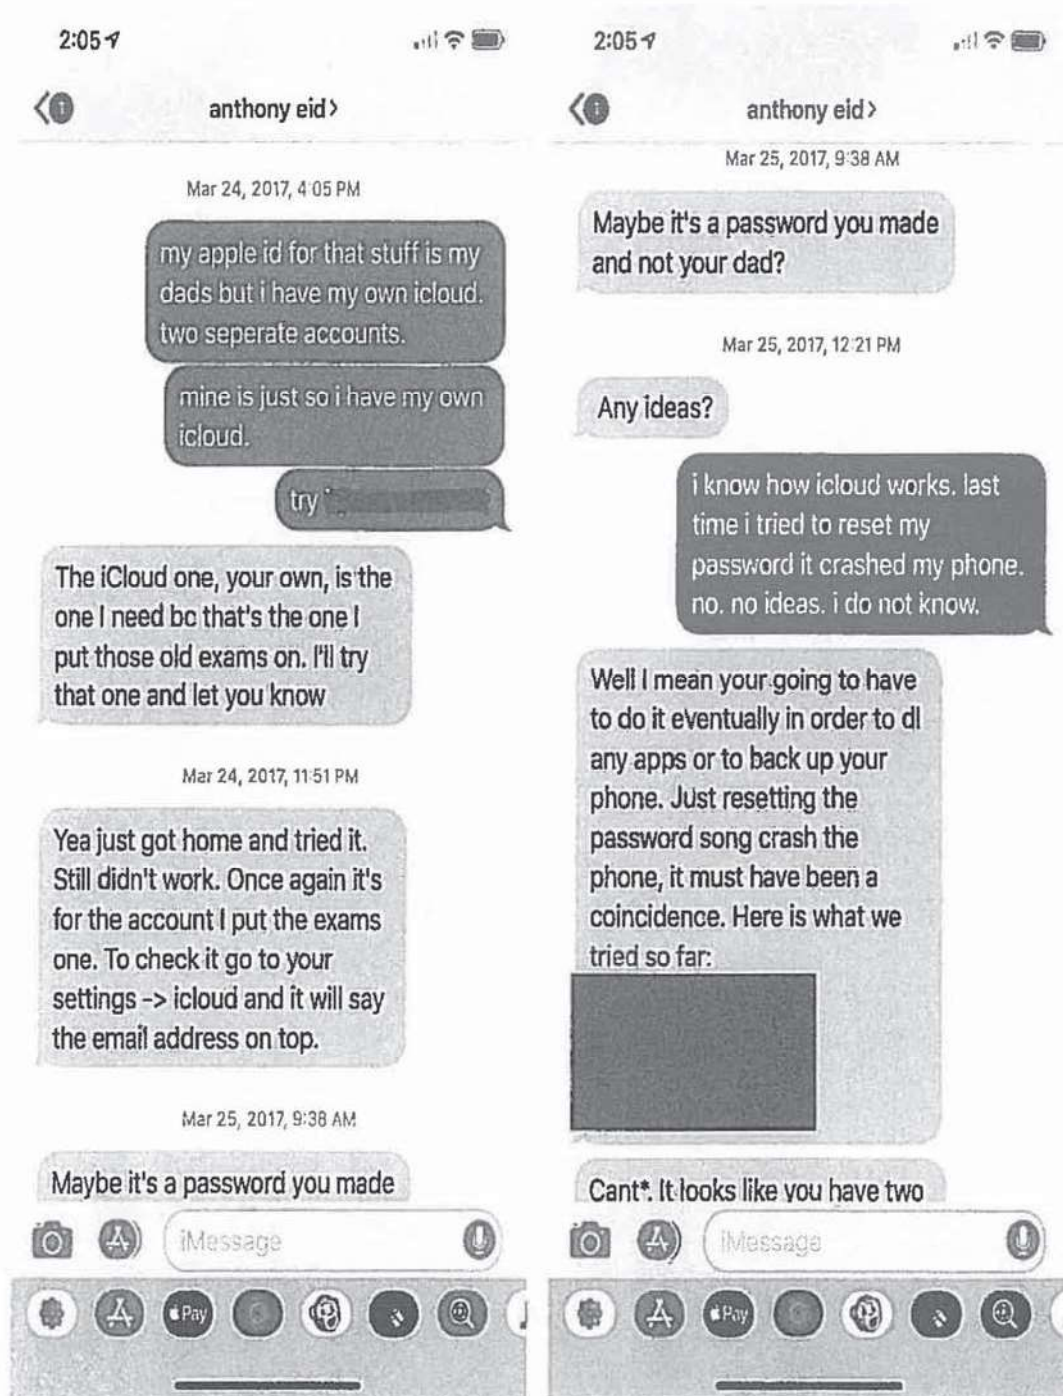 2:05
anthony eid >
Mar 24, 2017, 4:05 PM
my apple id for that stuff is my
dads but i have my own icloud.
two seperate accounts.
mine is just so i have my own
icloud.
try
The iCloud one, your own, is the
one I need bc that's the one I
put those old exams on. I'll try
that one and let you know
Mar 24, 2017, 11:51 PM
Yea just got home and tried it.
Still didn't work. Once again it's
for the account I put the exams
one. To check it go to your
settings -> icloud and it will say
the email address on top.
Mar 25, 2017, 9:38 AM
Maybe it's a password you made
iMessage
Pay
2:05
anthony eid >
Mar 25, 2017, 9:38 AM
Maybe it's a password you made
and not your dad?
Mar 25, 2017, 12:21 PM
Any ideas?
i know how icloud works. last
time i tried to reset my
password it crashed my phone.
no. no ideas. i do not know.
Well I mean your going to have
to do it eventually in order to dl
any apps or to back up your
phone. Just resetting the
password song crash the
phone, it must have been a
coincidence. Here is what we
tried so far:
Cant*. It looks like you have two
iMessage
Pay